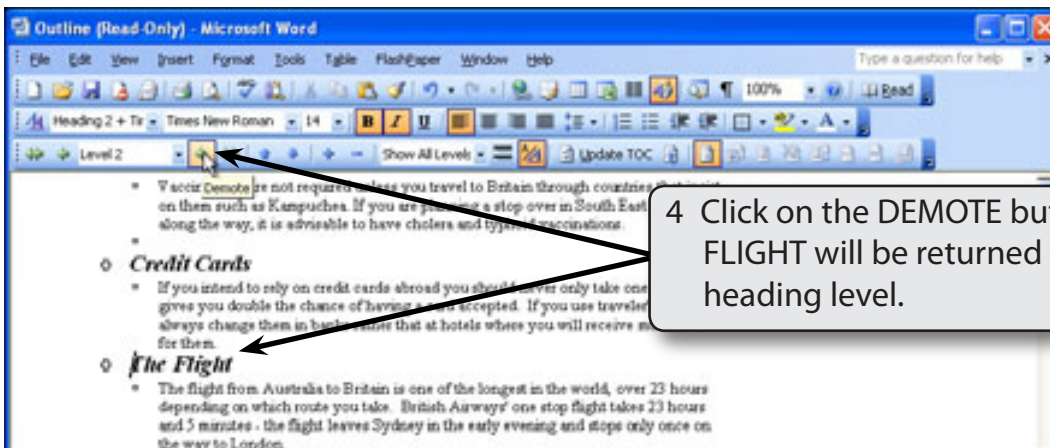 Outline (Read-Only) - Microsoft Word
File Edit View Insert Format Tools Table FlashPaper Window Help Type a question for help
100% Read
Heading 2 + Tir Times New Roman 14 B I U
Level 2 Show All Levels Update TOC
Demote
Vaccin re not required unless you travel to Britain through countries that insist
on them such as Kampuchea. If you are planning a stop over in South East
along the way, it is advisable to have cholera and typhoid vaccinations.
Credit Cards
If you intend to rely on credit cards abroad you should never only take one
gives you double the chance of having a card accepted. If you use traveler
always change them in banks rather that at hotels where you will receive
for them.
The Flight
The flight from Australia to Britain is one of the longest in the world, over 23 hours
depending on which route you take. British Airways' one stop flight takes 23 hours
and 5 minutes - the flight leaves Sydney in the early evening and stops only once on
the way to London.
4 Click on the DEMOTE but
FLIGHT will be returned
heading level.